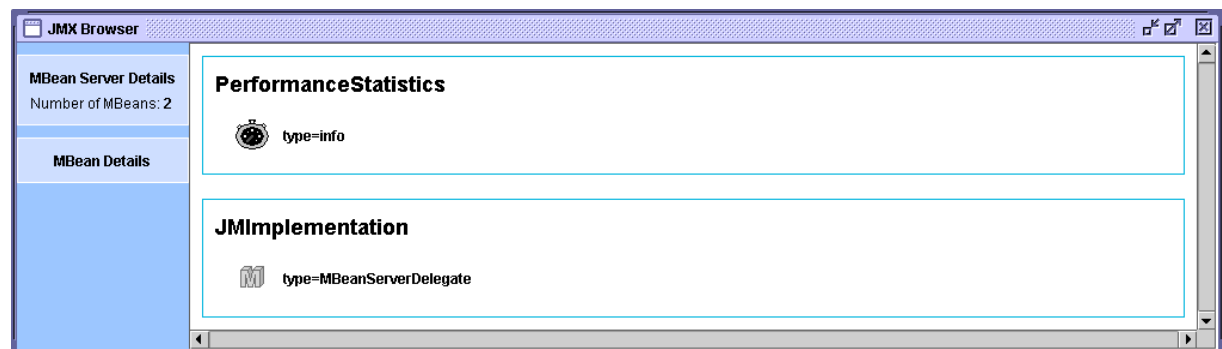 JMX Browser
MBean Server Details
Number of MBeans: 2
MBean Details
PerformanceStatistics
type=info
JMImplementation
M
type=MBeanServerDelegate